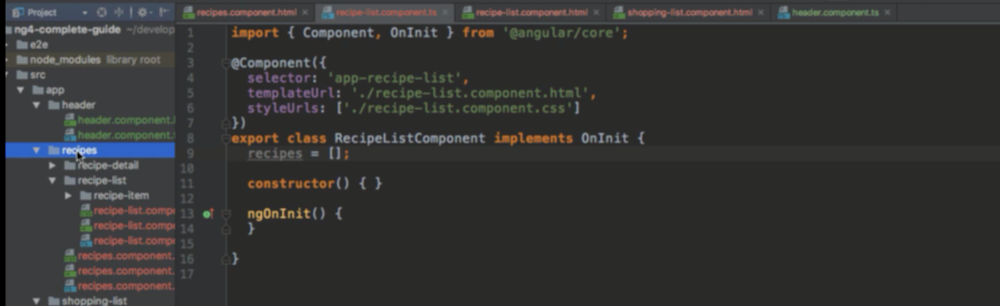 Project
recipes.component.html
recipe-list.component.ts
recipe-list.component.html
shopping-list.component.html
header.component.ts
ng4-complete-guide ~/develop
e2e
node_modules library root
src
app
header
header.component.
header.component.
recipes
recipe-detail
recipe-list
recipe-item
recipe-list.comp
recipe-list.comp
recipe-list.comp
recipes.component.
recipes.component.
recipes.component.
shopping-list
1 import { Component, OnInit } from '@angular/core';
2
3 @Component({
4 selector: 'app-recipe-list',
5 templateUrl: './recipe-list.component.html',
6 styleUrls: ['./recipe-list.component.css']
7 })
8 export class RecipeListComponent implements OnInit {
9 recipes = [];
10
11 constructor() { }
12
13 ngOnInit() {
14 }
15
16 }
17